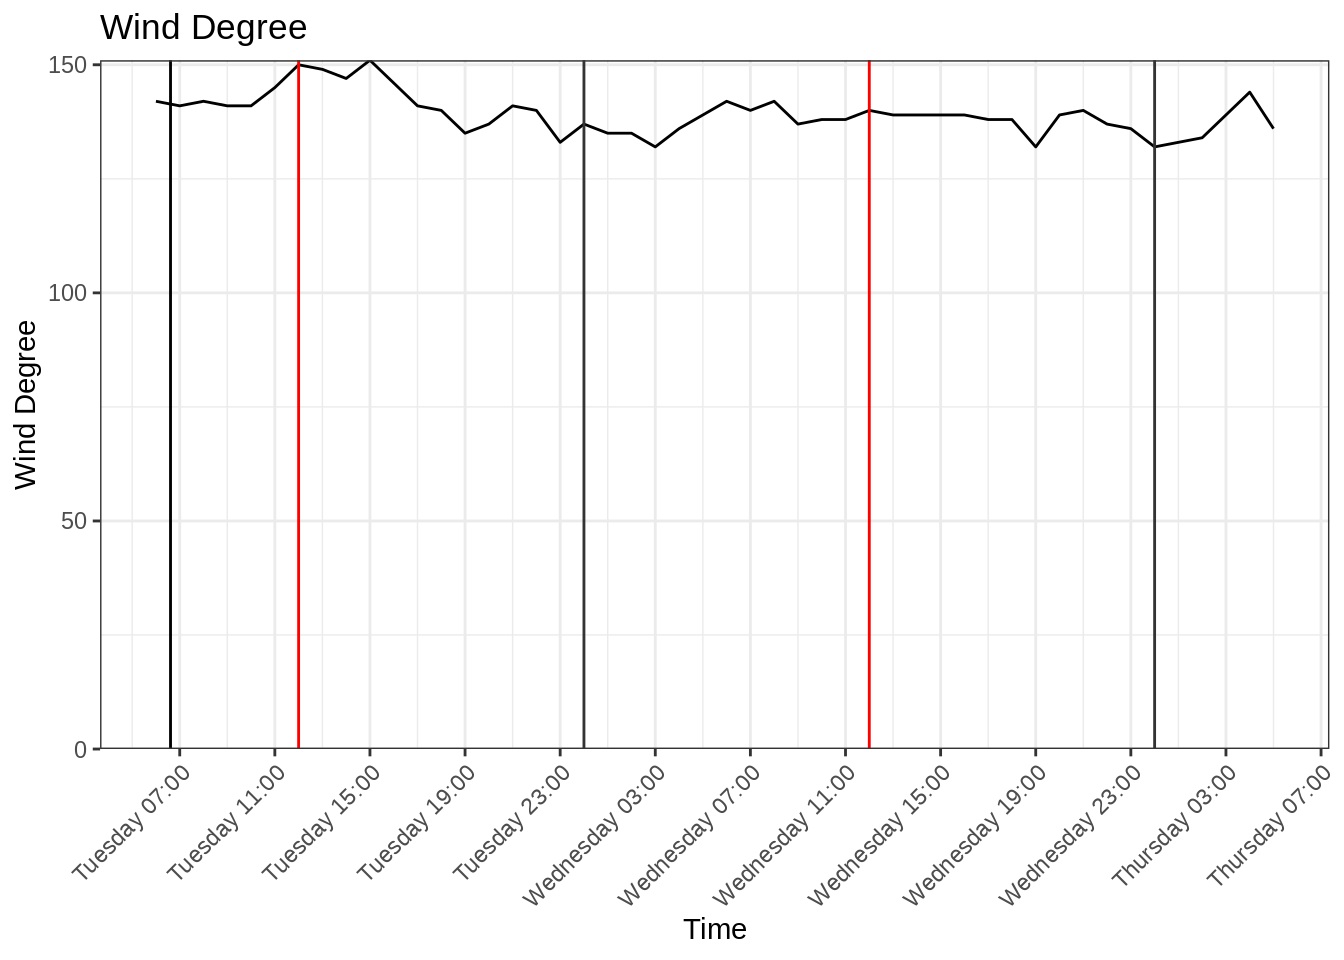 Wind Degree
Wind Degree
150
100
50
0
Tuesday 07:00
Tuesday 11:00
Tuesday 15:00
Tuesday 19:00
Tuesday 23:00
Wednesday 03:00
Wednesday 07:00
Wednesday 11:00
Wednesday 15:00
Wednesday 19:00
Wednesday 23:00
Thursday 03:00
Thursday 07:00
Time